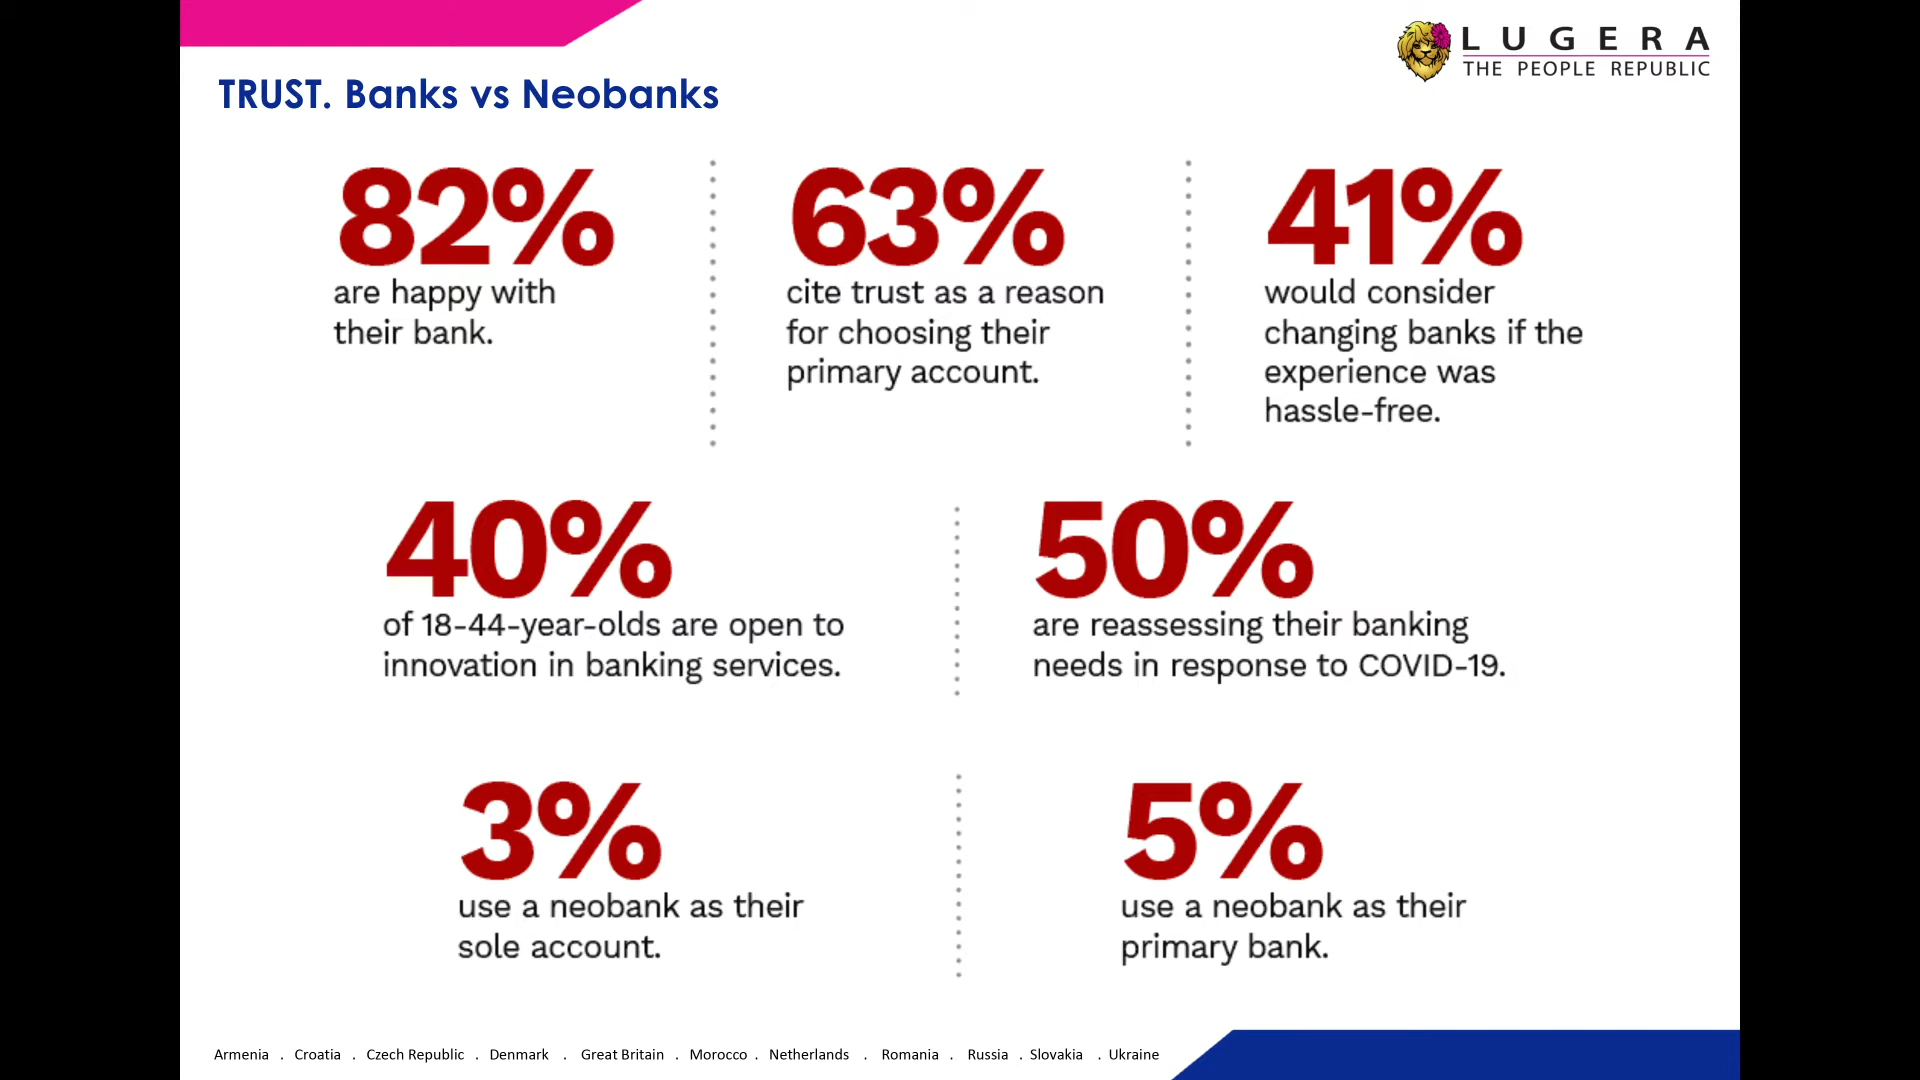 LUGERA
THE PEOPLE REPUBLIC
TRUST. Banks vs Neobanks
82%
are happy with
their bank.
63%
cite trust as a reason
for choosing their
primary account.
41%
would consider
changing banks if the
experience was
hassle-free.
40%
of 18-44-year-olds are open to
innovation in banking services.
50%
are reassessing their banking
needs in response to COVID-19.
3%
use a neobank as their
sole account.
5%
use a neobank as their
primary bank.
Armenia . Croatia . Czech Republic . Denmark . Great Britain . Morocco . Netherlands . Romania . Russia . Slovakia . Ukraine